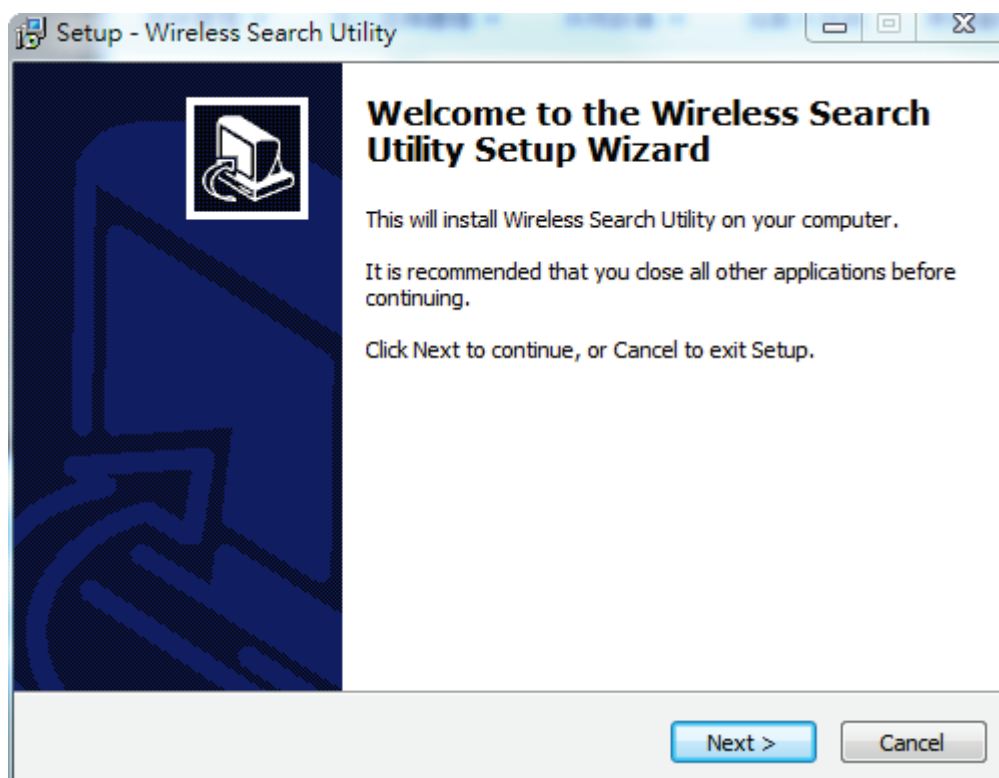 Setup - Wireless Search Utility
Welcome to the Wireless Search
Utility Setup Wizard
This will install Wireless Search Utility on your computer.
It is recommended that you close all other applications before
continuing.
Click Next to continue, or Cancel to exit Setup.
Next >
Cancel